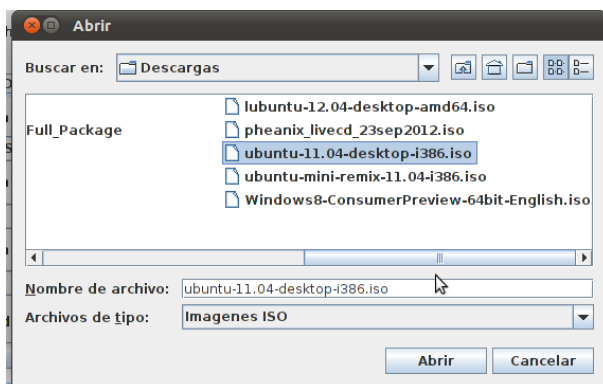 Abrir
Buscar en: Descargas
lubuntu-12.04-desktop-amd64.iso
Full_Package pheanix_livecd_23sep2012.iso
ubuntu-11.04-desktop-i386.iso
ubuntu-mini-remix-11.04-i386.iso
Windows8-ConsumerPreview-64bit-English.iso
Nombre de archivo: ubuntu-11.04-desktop-i386.iso
Archivos de tipo: Imagenes ISO
Abrir Cancelar